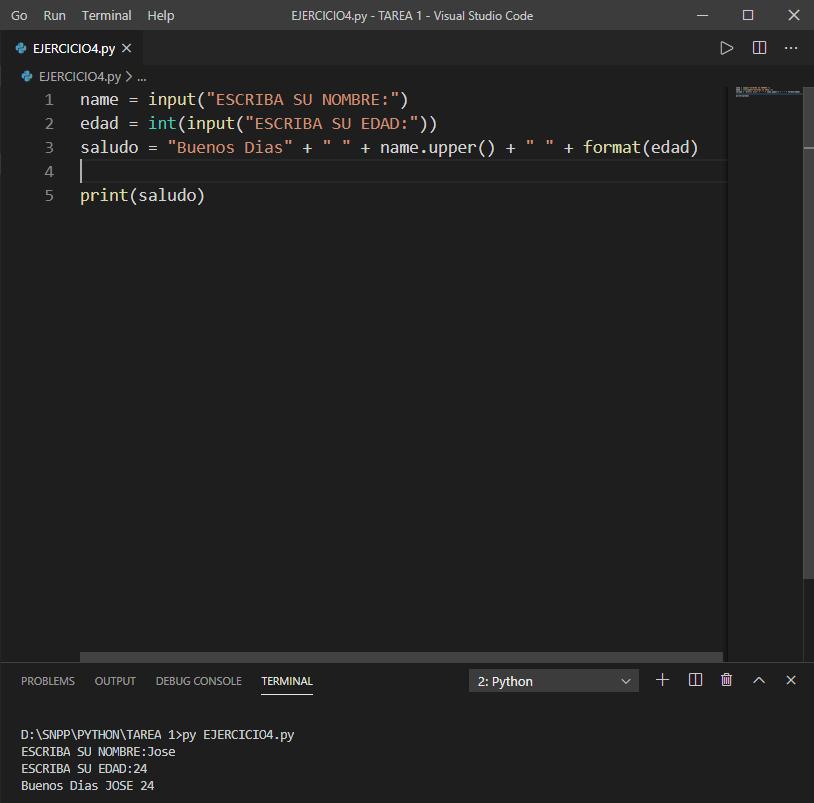 Go Run Terminal Help EJERCICIO4.py - TAREA 1 - Visual Studio Code
EJERCICIO4.py
EJERCICIO4.py > ...
1 name = input("ESCRIBA SU NOMBRE:")
2 edad = int(input("ESCRIBA SU EDAD:"))
3 saludo = "Buenos Dias" + " " + name.upper() + " " + format(edad)
4
5 print(saludo)
PROBLEMS OUTPUT DEBUG CONSOLE TERMINAL 2: Python
D:\SNPP\PYTHON\TAREA 1>py EJERCICIO4.py
ESCRIBA SU NOMBRE:Jose
ESCRIBA SU EDAD:24
Buenos Dias JOSE 24